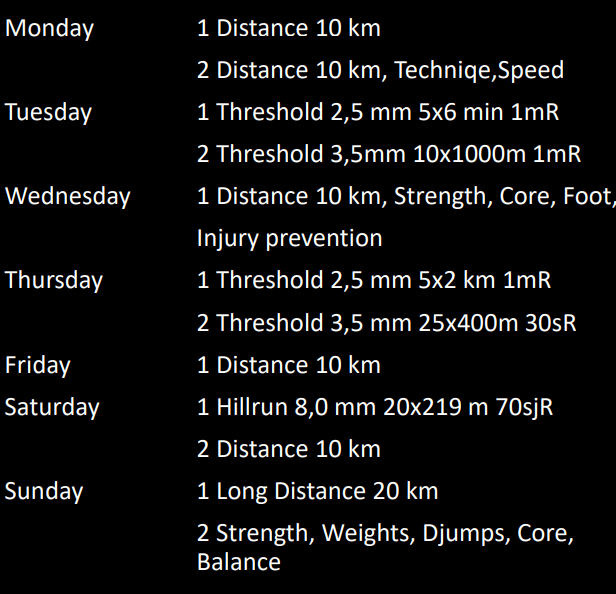 Monday 1 Distance 10 km
2 Distance 10 km, Techniqe,Speed
Tuesday 1 Threshold 2,5 mm 5x6 min 1mR
2 Threshold 3,5mm 10x1000m 1mR
Wednesday 1 Distance 10 km, Strength, Core, Foot,
Injury prevention
Thursday 1 Threshold 2,5 mm 5x2 km 1mR
2 Threshold 3,5 mm 25x400m 30sR
Friday 1 Distance 10 km
Saturday 1 Hillrun 8,0 mm 20x219 m 70sjR
2 Distance 10 km
Sunday 1 Long Distance 20 km
2 Strength, Weights, Djumps, Core,
Balance